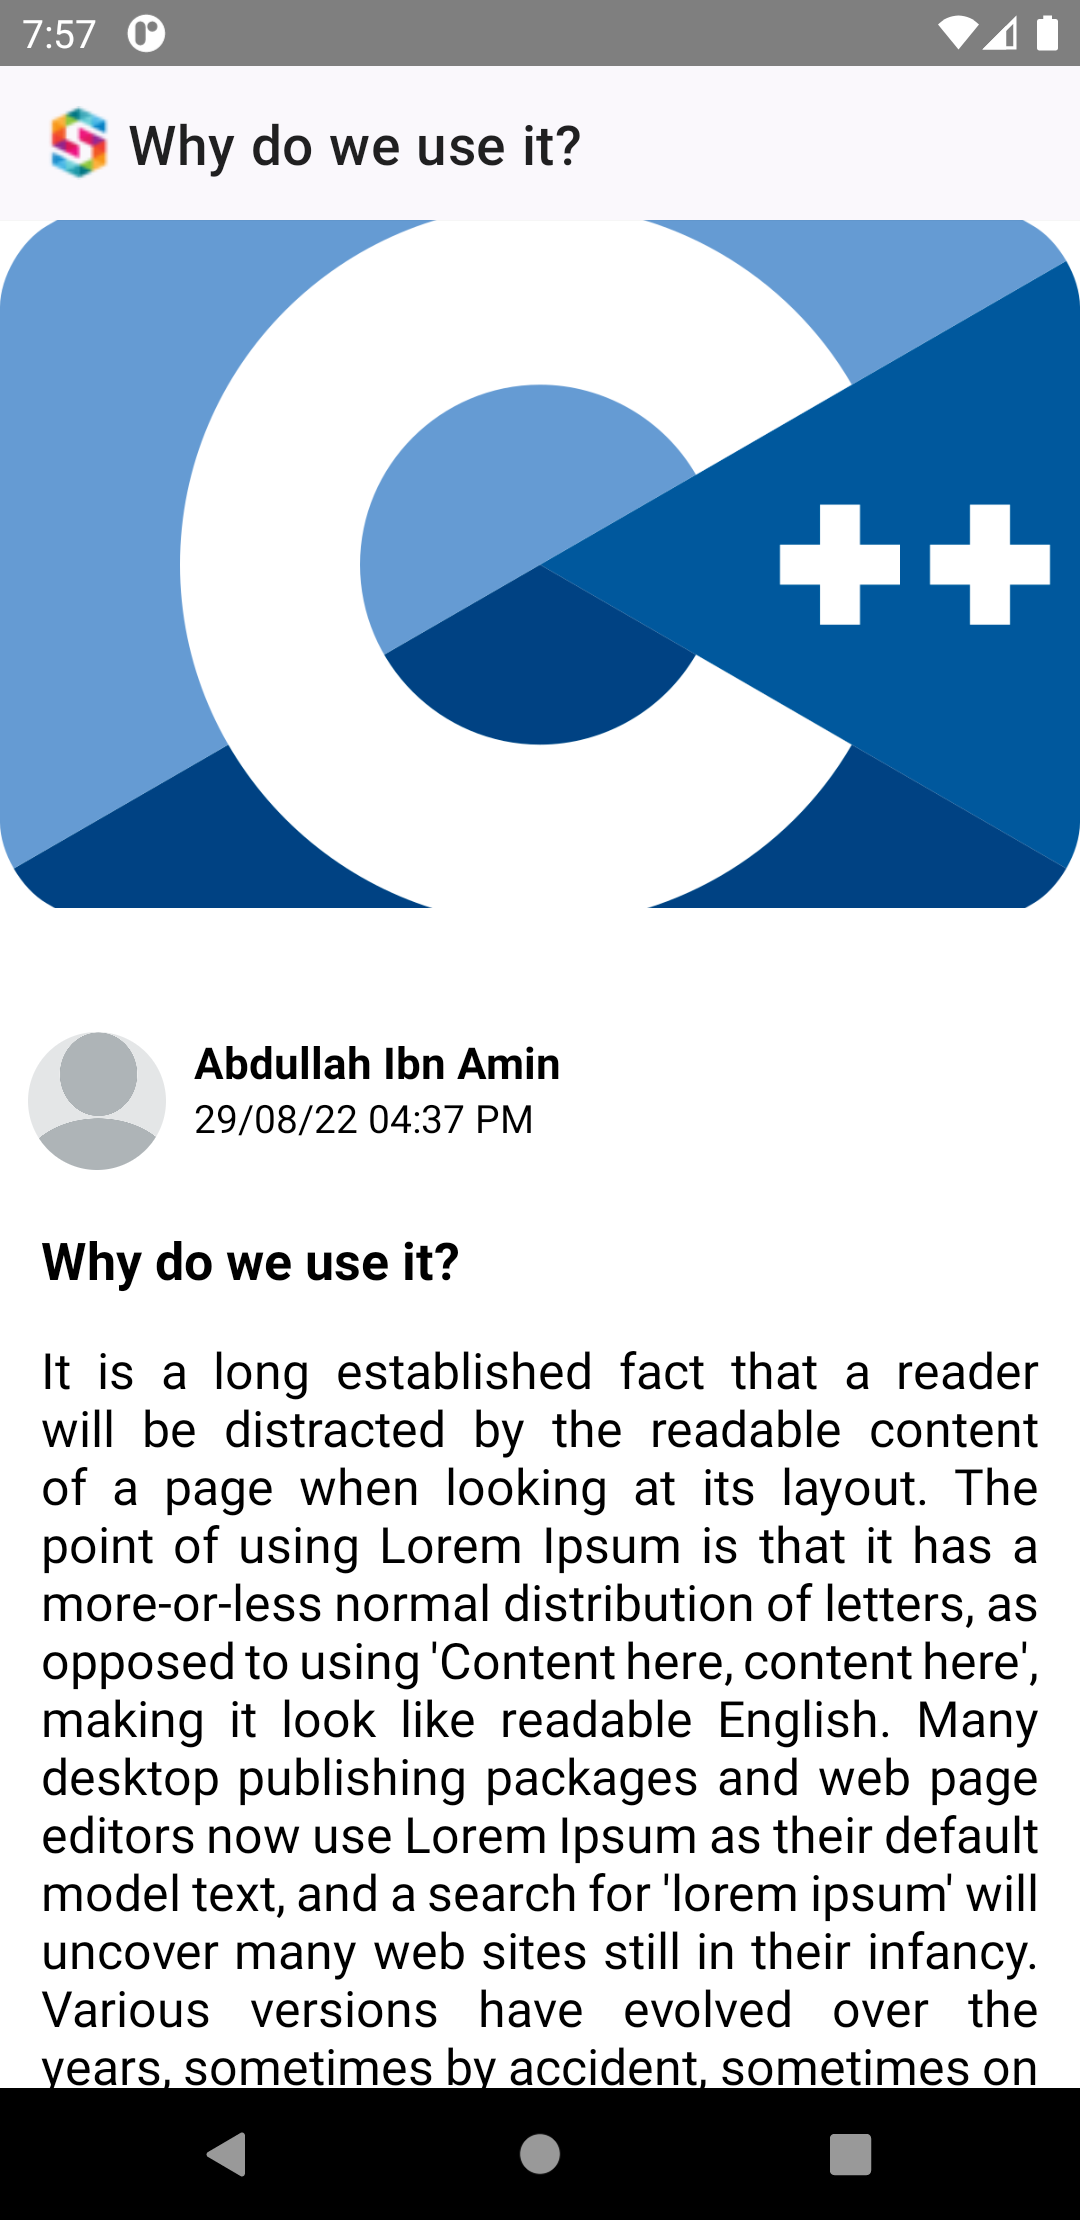 7:57
Why do we use it?
++
Abdullah Ibn Amin
29/08/22 04:37 PM
Why do we use it?
It is a long established fact that a reader
will be distracted by the readable content
of a page when looking at its layout. The
point of using Lorem Ipsum is that it has a
more-or-less normal distribution of letters, as
opposed to using 'Content here, content here',
making it look like readable English. Many
desktop publishing packages and web page
editors now use Lorem Ipsum as their default
model text, and a search for 'lorem ipsum' will
uncover many web sites still in their infancy.
Various versions have evolved over the
years, sometimes by accident, sometimes on